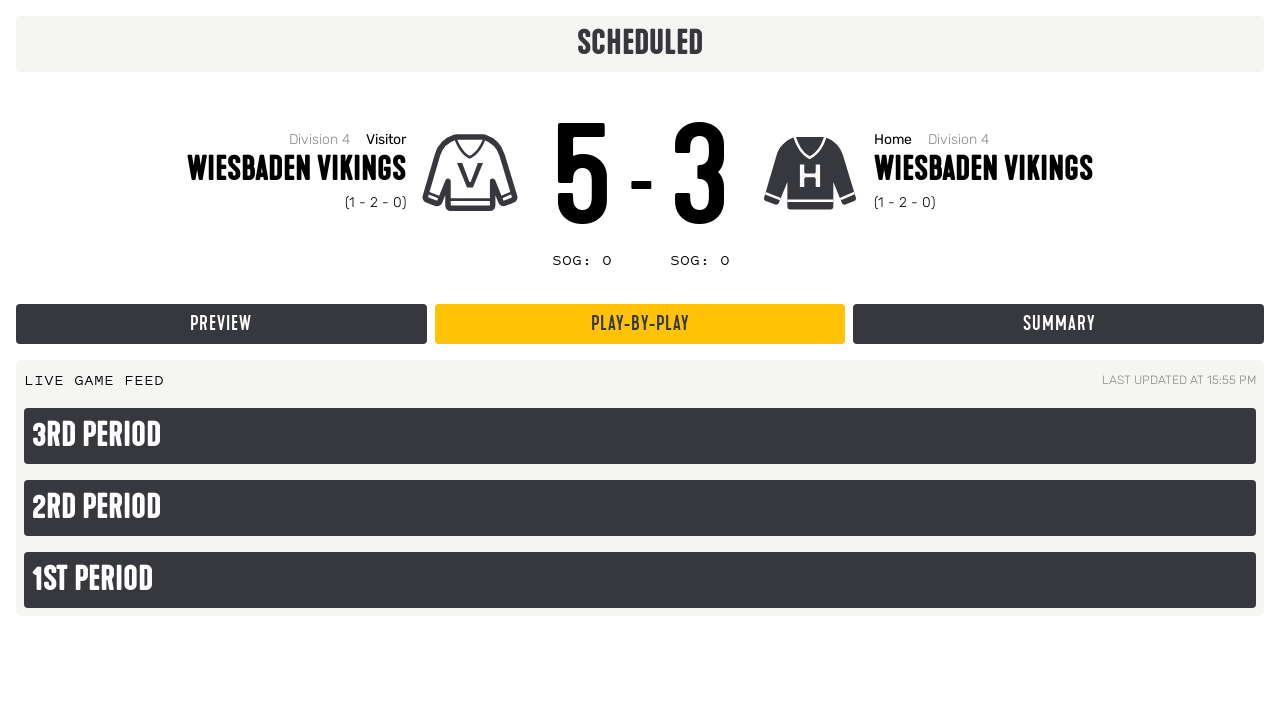 SCHEDULED
Division 4 Visitor
WIESBADEN VIKINGS
(1 - 2 - 0)
V
5 - 3
SOG: 0 SOG: 0
H
Home Division 4
WIESBADEN VIKINGS
(1 - 2 - 0)
PREVIEW
PLAY-BY-PLAY
SUMMARY
LIVE GAME FEED
LAST UPDATED AT 15:55 PM
3RD PERIOD
2RD PERIOD
1ST PERIOD